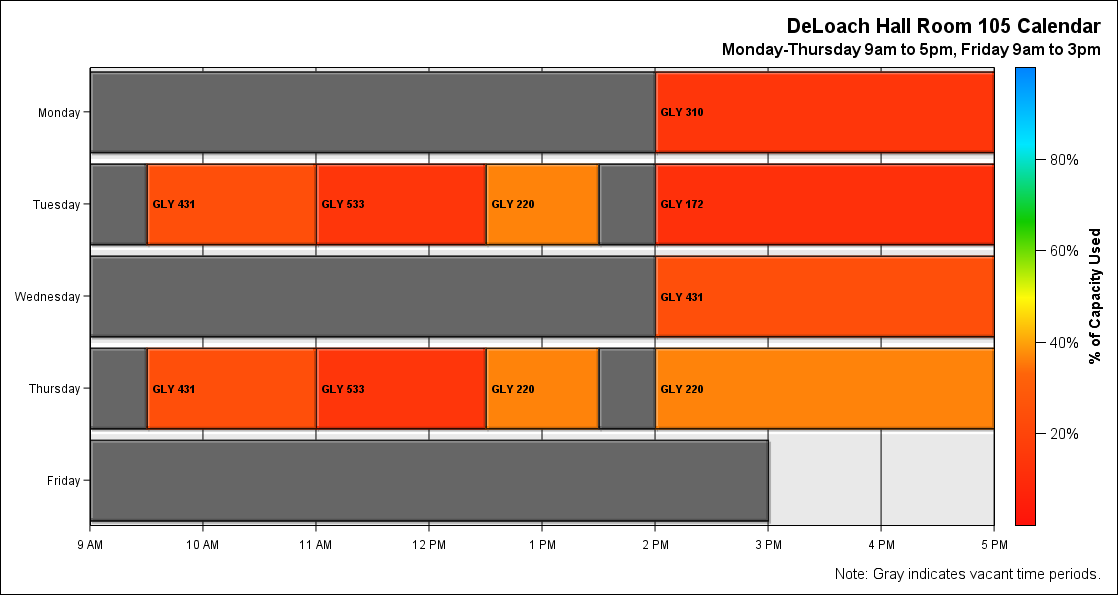 DeLoach Hall Room 105 Calendar
Monday-Thursday 9am to 5pm, Friday 9am to 3pm
Monday
GLY 310
Tuesday
GLY 431
GLY 533
GLY 220
GLY 172
Wednesday
GLY 431
Thursday
GLY 431
GLY 533
GLY 220
GLY 220
Friday
9 AM
10 AM
11 AM
12 PM
1 PM
2 PM
3 PM
4 PM
5 PM
80%
60%
40%
20%
% of Capacity Used
Note: Gray indicates vacant time periods.